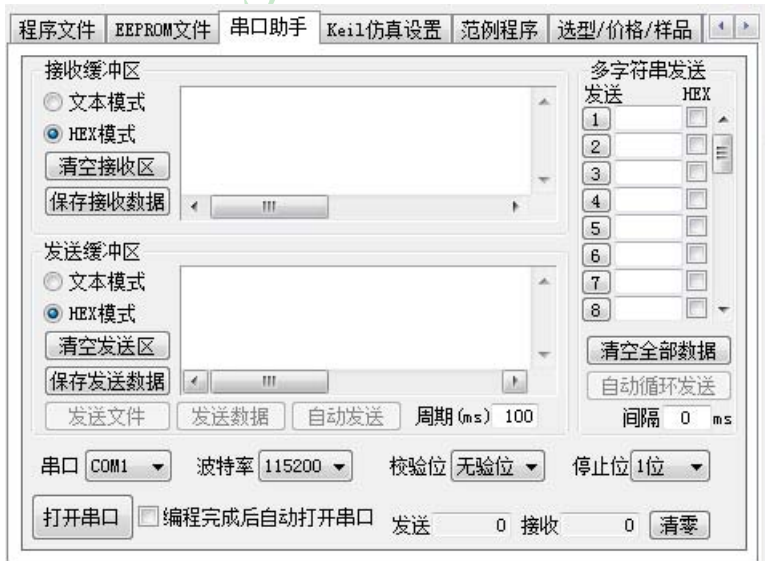 程序文件 EEPROM文件 串口助手 Keil仿真设置 范例程序 选型/价格/样品
接收缓冲区
文本模式
HEX模式
清空接收区
保存接收数据
发送缓冲区
文本模式
HEX模式
清空发送区
保存发送数据
发送文件 发送数据 自动发送 周期(ms) 100
多字符串发送
发送 HEX
1
2
3
4
5
6
7
8
清空全部数据
自动循环发送
间隔 0 ms
串口 COM1 波特率 115200 校验位 无验位 停止位 1位
打开串口 编程完成后自动打开串口 发送 0 接收 0 清零